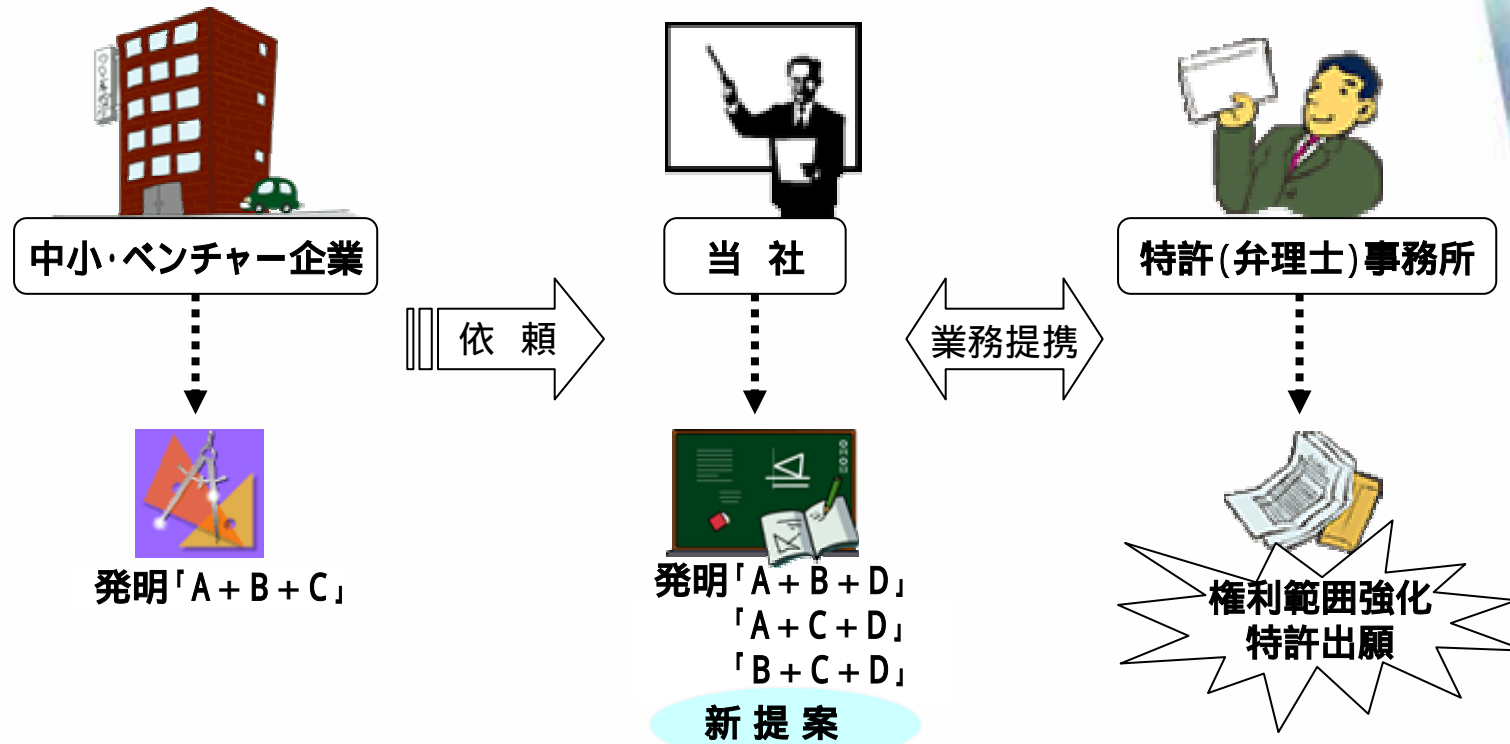 中小・ベンチャー企業
当 社
特許(弁理士)事務所
依 頼
業務提携
発明「A+B+C」
発明「A+B+D」
「A+C+D」
「B+C+D」
新提案
権利範囲強化
特許出願